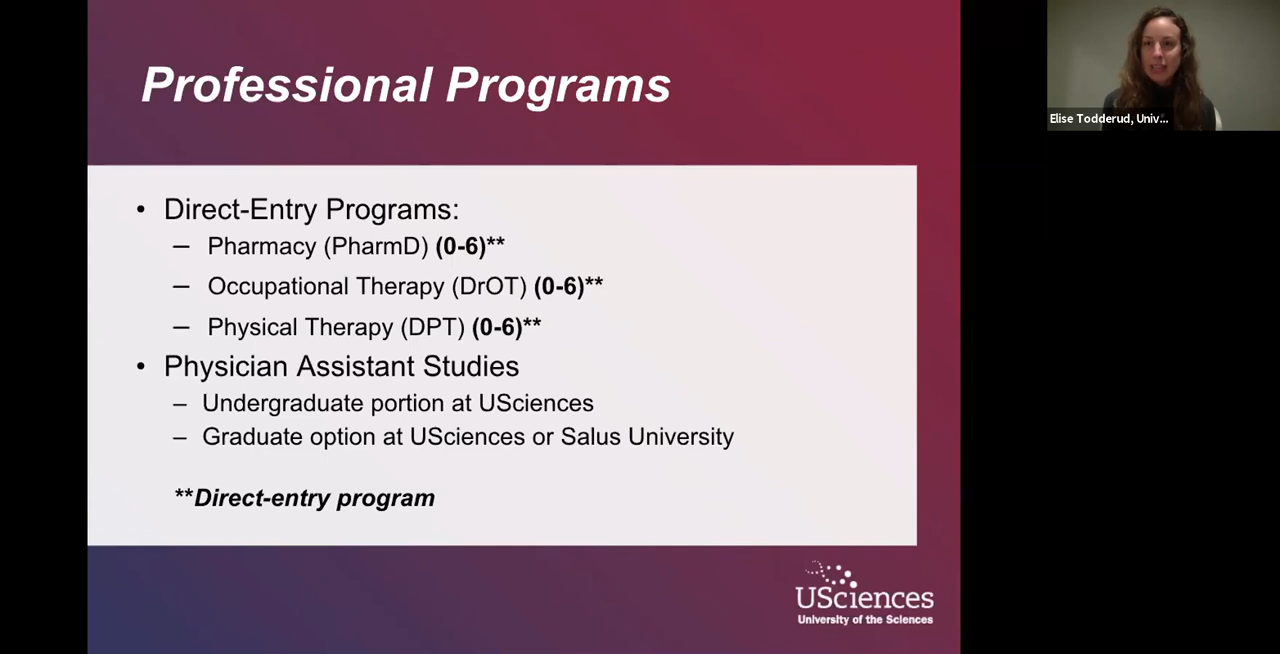 Professional Programs
• Direct-Entry Programs:
– Pharmacy (PharmD) (0-6)**
– Occupational Therapy (DrOT) (0-6)**
– Physical Therapy (DPT) (0-6)**
• Physician Assistant Studies
– Undergraduate portion at USciences
– Graduate option at USciences or Salus University
**Direct-entry program
USciences
University of the Sciences
Elise Todderud, Univ...